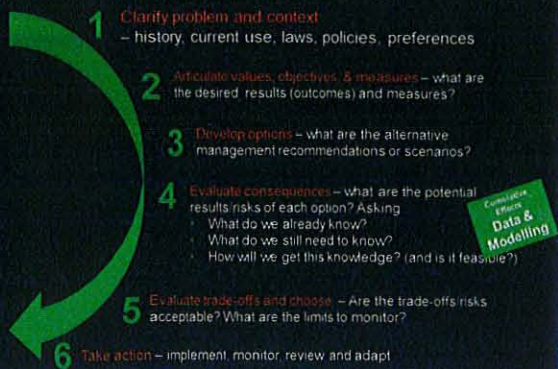 1 Clarify problem and context
– history, current use, laws, policies, preferences
2 Articulate values, objectives, & measures – what are
the desired results (outcomes) and measures?
3 Develop options – what are the alternative
management recommendations or scenarios?
4 Evaluate consequences – what are the potential
results/risks of each option? Asking
What do we already know?
What do we still need to know?
How will we get this knowledge? (and is it feasible?)
Cumulative
Effects
Data &
Modelling
5 Evaluate trade-offs and choose – Are the trade-offs/risks
acceptable? What are the limits to monitor?
6 Take action – implement, monitor, review and adapt